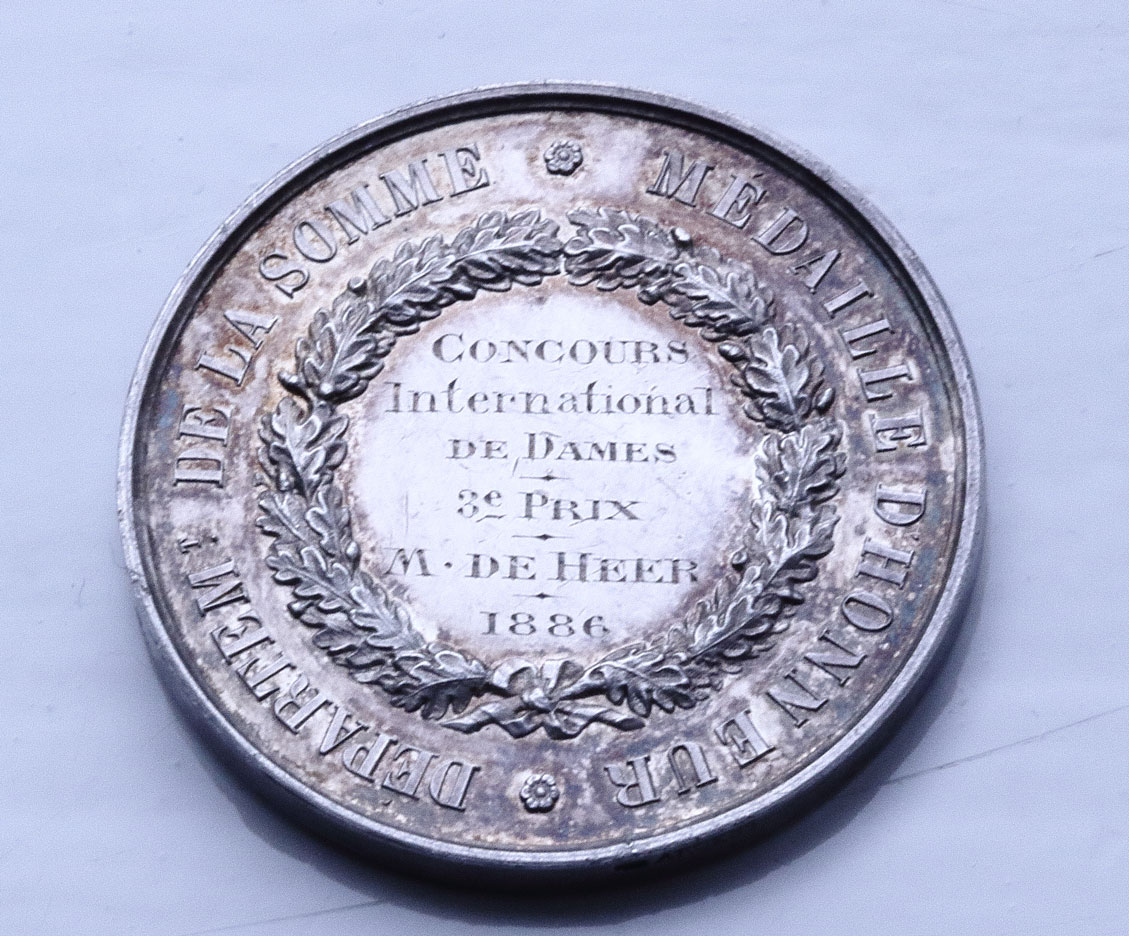 DÉPARTEMT DE LA SOMME
MÉDAILLE D'HONNEUR
CONCOURS
International
DE DAMES
3e PRIX
M. DE HEER
1886